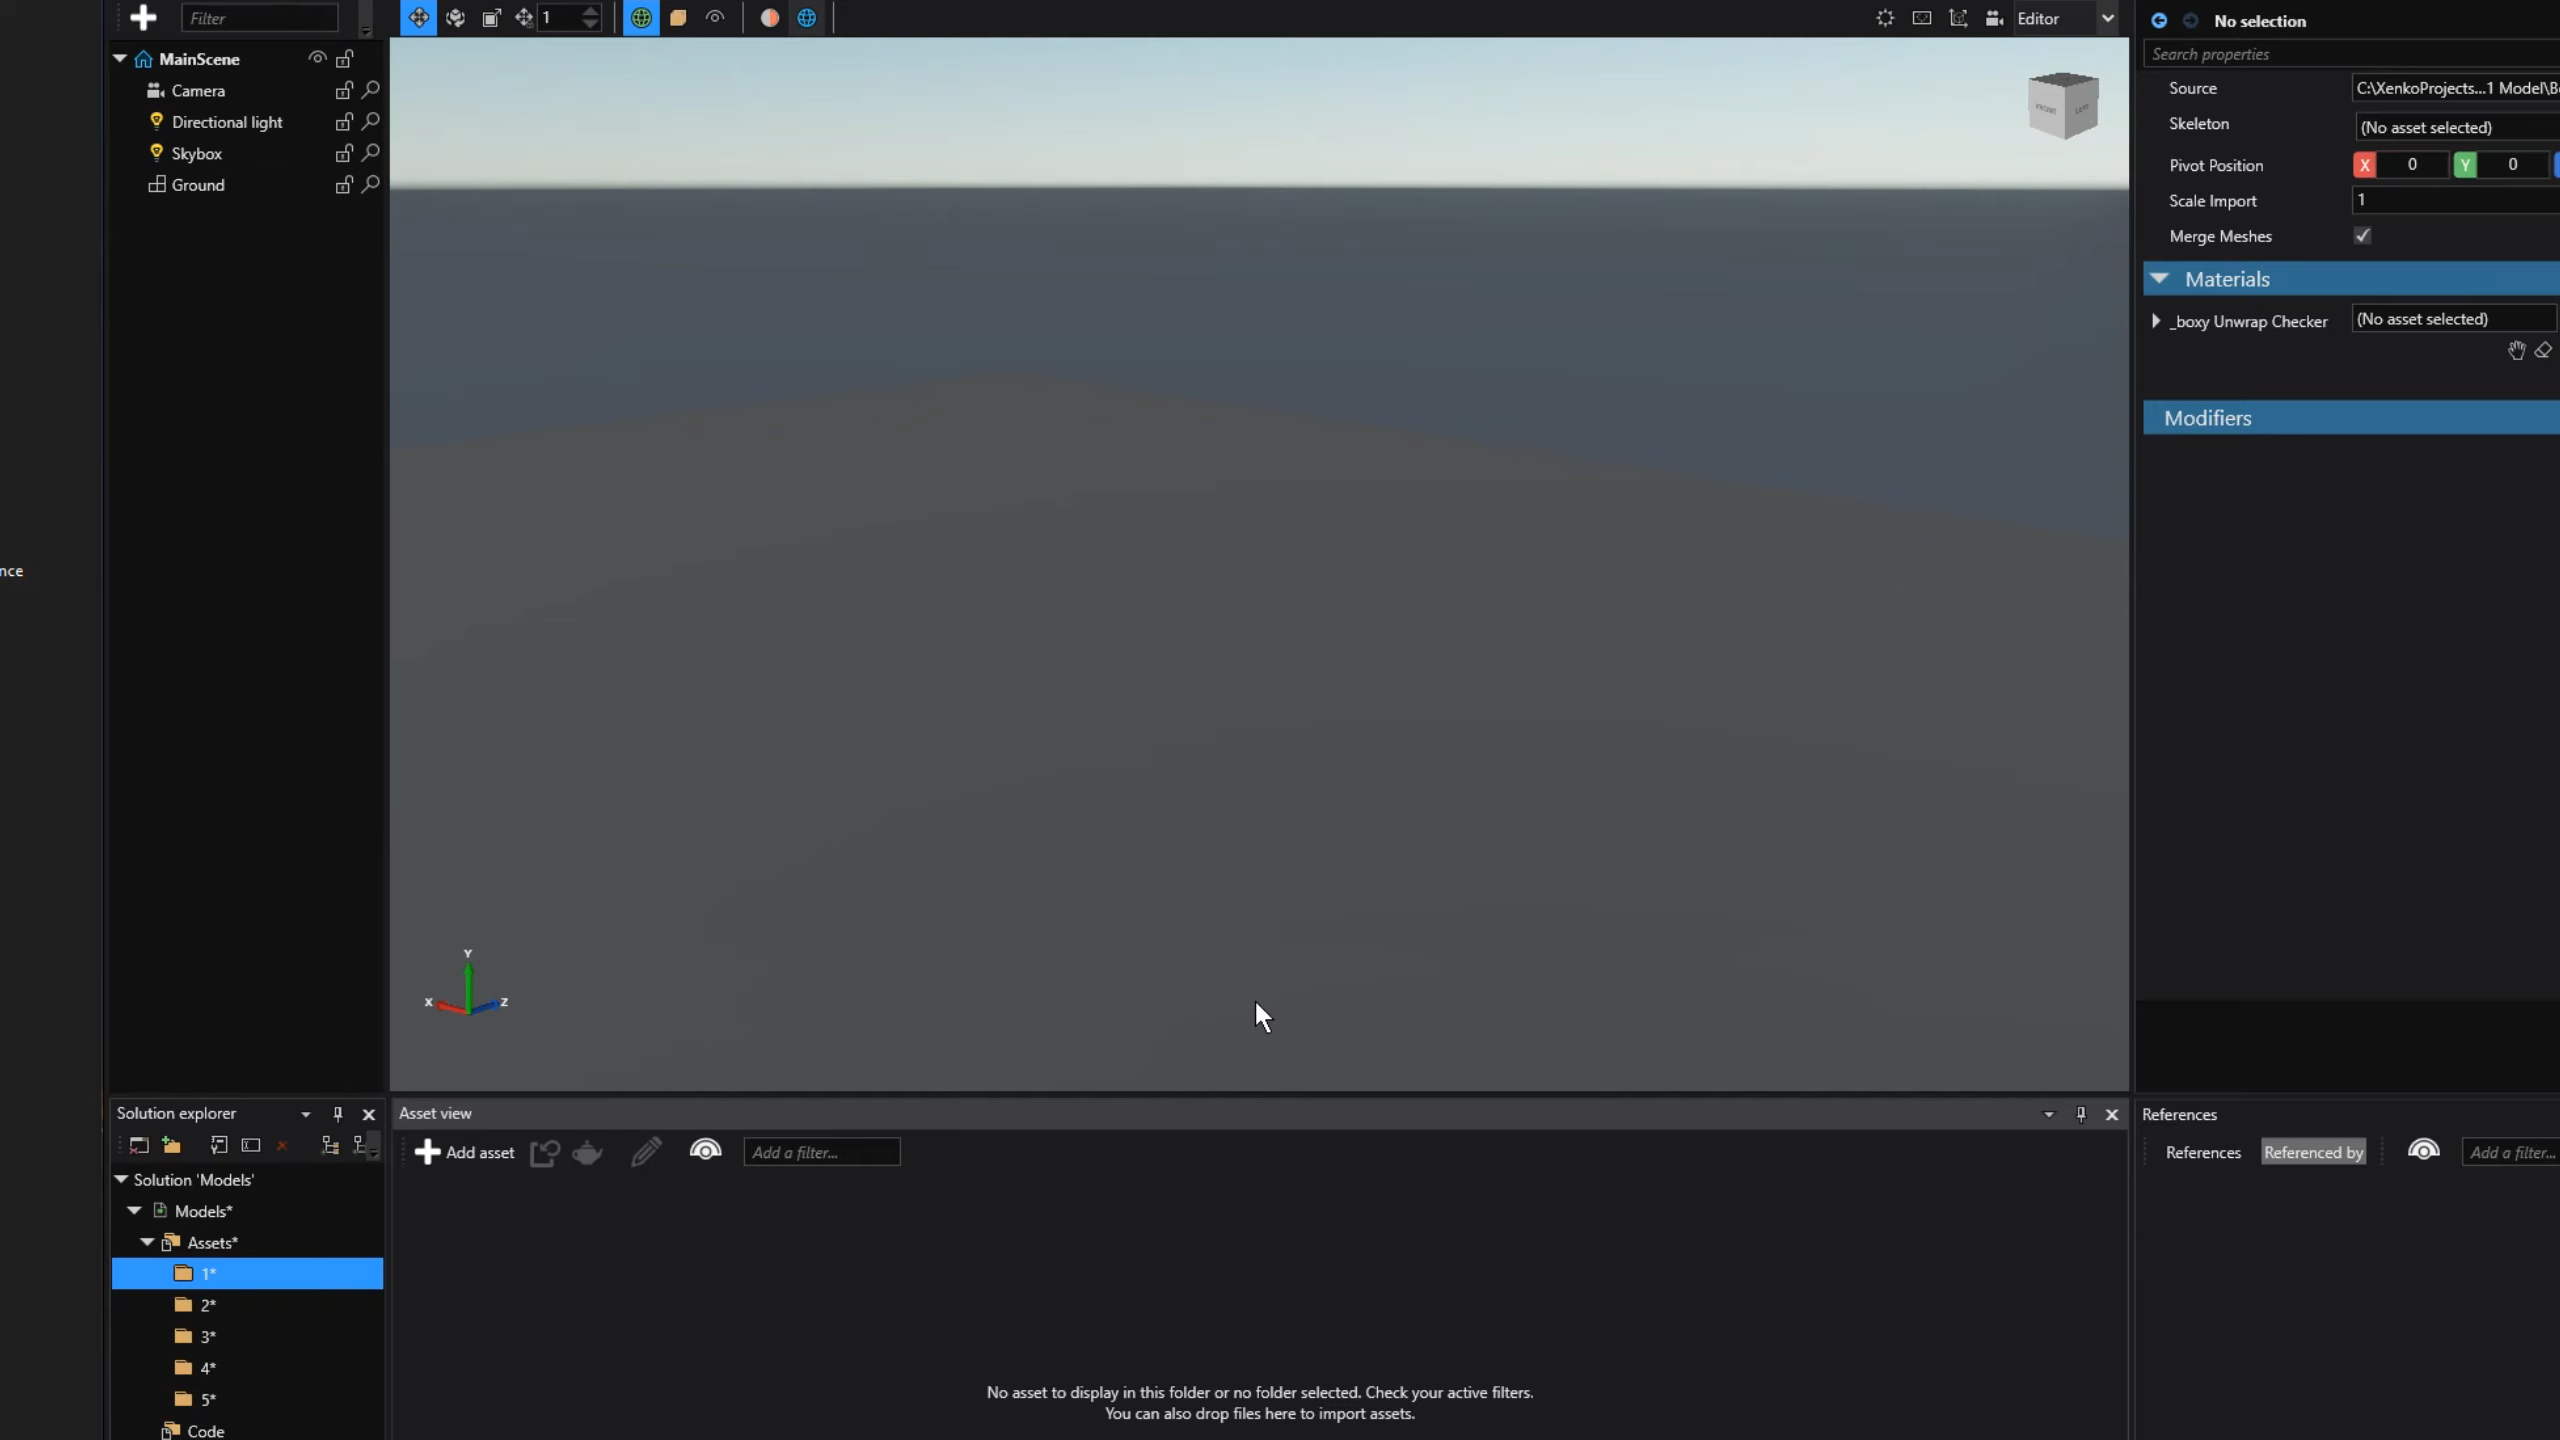 Filter
1
Editor
No selection
Search properties
MainScene
Camera
Directional light
Skybox
Ground
Source
C:\XenkoProjects...1 Model\B
Skeleton
(No asset selected)
Pivot Position
X 0 Y 0
Scale Import
1
Merge Meshes
Materials
_boxy Unwrap Checker
(No asset selected)
Modifiers
nce
Y
X
Z
Solution explorer
Solution 'Models'
Models*
Assets*
1*
2*
3*
4*
5*
Code
Asset view
Add asset
Add a filter...
No asset to display in this folder or no folder selected. Check your active filters.
You can also drop files here to import assets.
References
References
Referenced by
Add a filter...